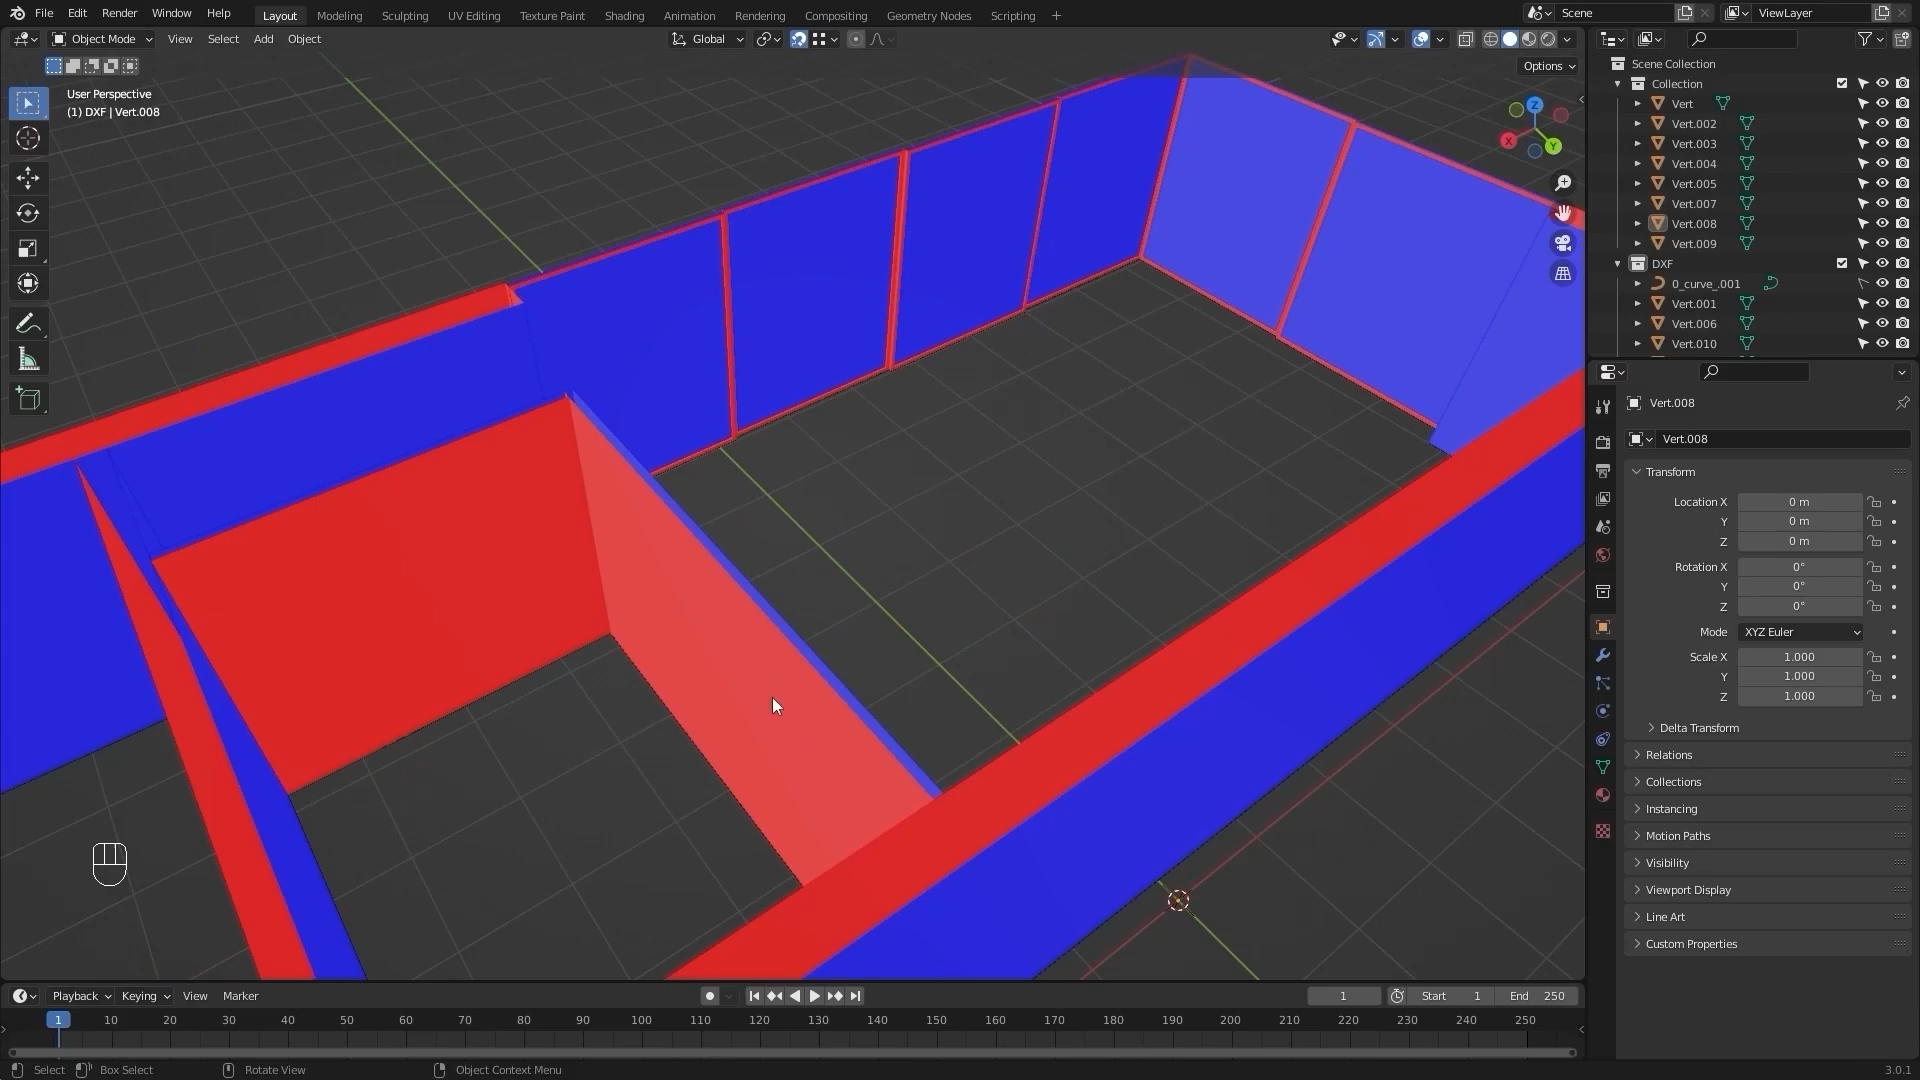 File Edit Render Window Help Layout Modeling Sculpting UV Editing Texture Paint Shading Animation Rendering Compositing Geometry Nodes Scripting + Scene ViewLayer
Object Mode View Select Add Object Global
Options
User Perspective
(1) DXF | Vert.008
Z
X
Y
Scene Collection
Collection
Vert
Vert.002
Vert.003
Vert.004
Vert.005
Vert.007
Vert.008
Vert.009
DXF
0_curve_.001
Vert.001
Vert.006
Vert.010
Vert.008
Vert.008
Transform
Location X 0 m
Y 0 m
Z 0 m
Rotation X 0°
Y 0°
Z 0°
Mode XYZ Euler
Scale X 1.000
Y 1.000
Z 1.000
Delta Transform
Relations
Collections
Instancing
Motion Paths
Visibility
Viewport Display
Line Art
Custom Properties
Playback Keying View Marker 1 Start 1 End 250
1 10 20 30 40 50 60 70 80 90 100 110 120 130 140 150 160 170 180 190 200 210 220 230 240 250
Select Box Select Rotate View Object Context Menu 3.0.1